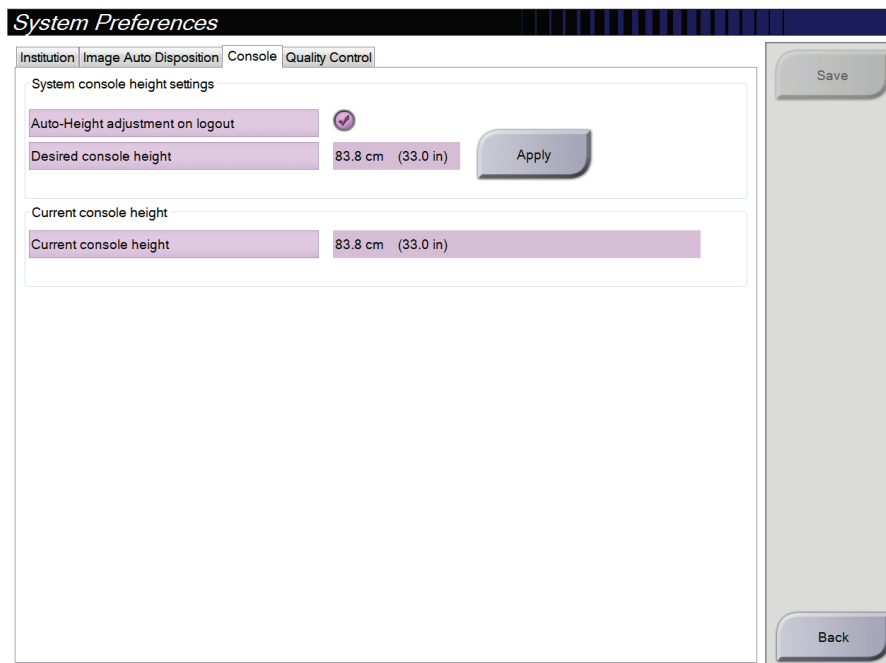 System Preferences
Institution Image Auto Disposition Console Quality Control
Save
System console height settings
Auto-Height adjustment on logout
Desired console height 83.8 cm (33.0 in) Apply
Current console height
Current console height 83.8 cm (33.0 in)
Back